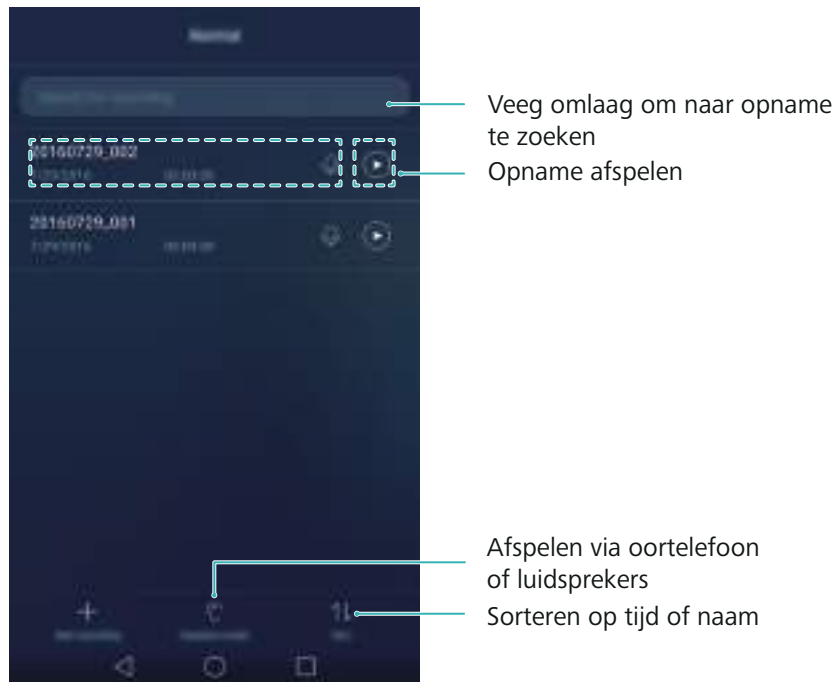 Normal
Veeg omlaag om naar opname
te zoeken
20160729_002
Opname afspelen
20160729_001
Afspelen via oortelefoon
of luidsprekers
Sorteren op tijd of naam